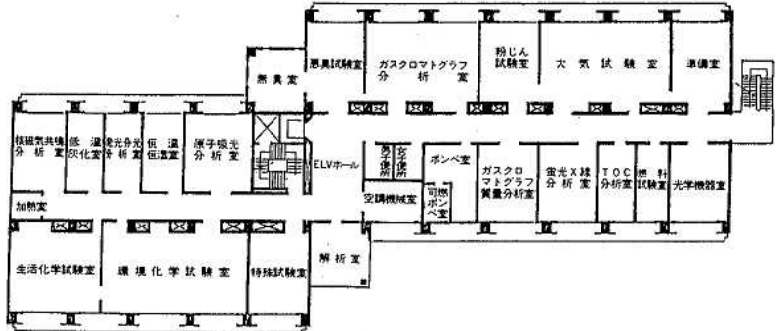 悪臭試験室
ガスクロマトグラフ
分析室
粉じん
試験室
大気試験室
準備室
無臭室
核磁気共鳴
分析室
低温
灰化室
発光分光
分析室
恒温
恒湿室
原子吸光
分析室
ELVホール
男子便所
女子便所
ボンベ室
ガスクロ
マトグラフ
質量分析室
蛍光X線
分析室
TOC
分析室
燃料
試験室
光学機器室
空調機械室
可燃
ボン
ベ室
加熱室
生活化学試験室
環境化学試験室
特殊試験室
解析室